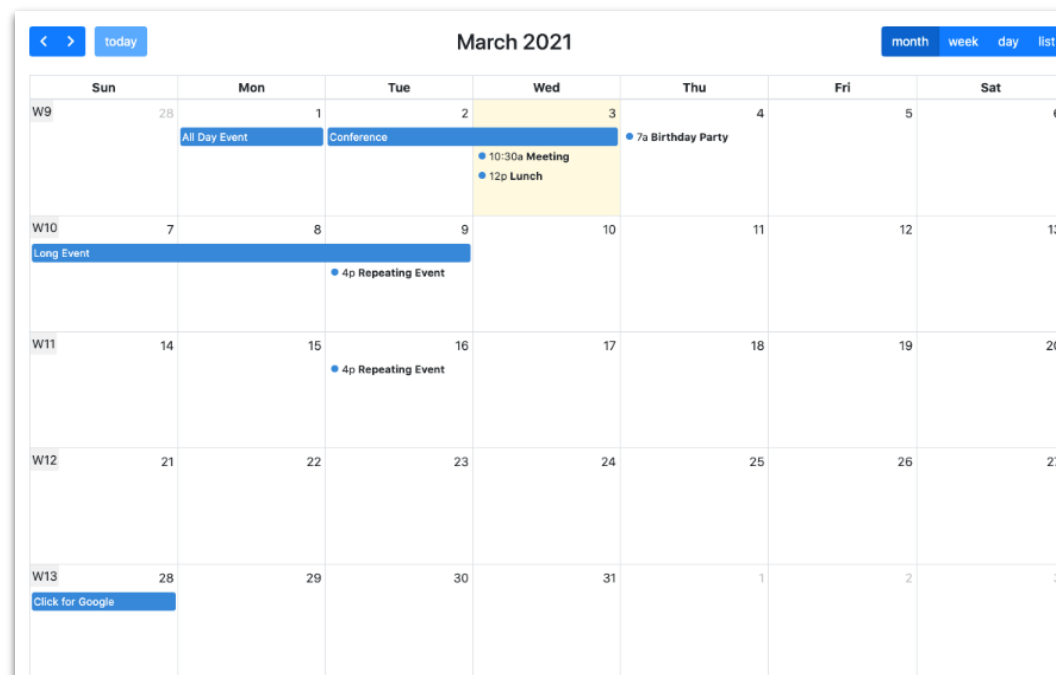 today
March 2021
month week day list
Sun Mon Tue Wed Thu Fri Sat
W9 28 1 2 3 4 5
All Day Event Conference 7a Birthday Party
10:30a Meeting
12p Lunch
W10 7 8 9 10 11 12
Long Event
4p Repeating Event
W11 14 15 16 17 18 19
4p Repeating Event
W12 21 22 23 24 25 26
W13 28 29 30 31 1 2
Click for Google